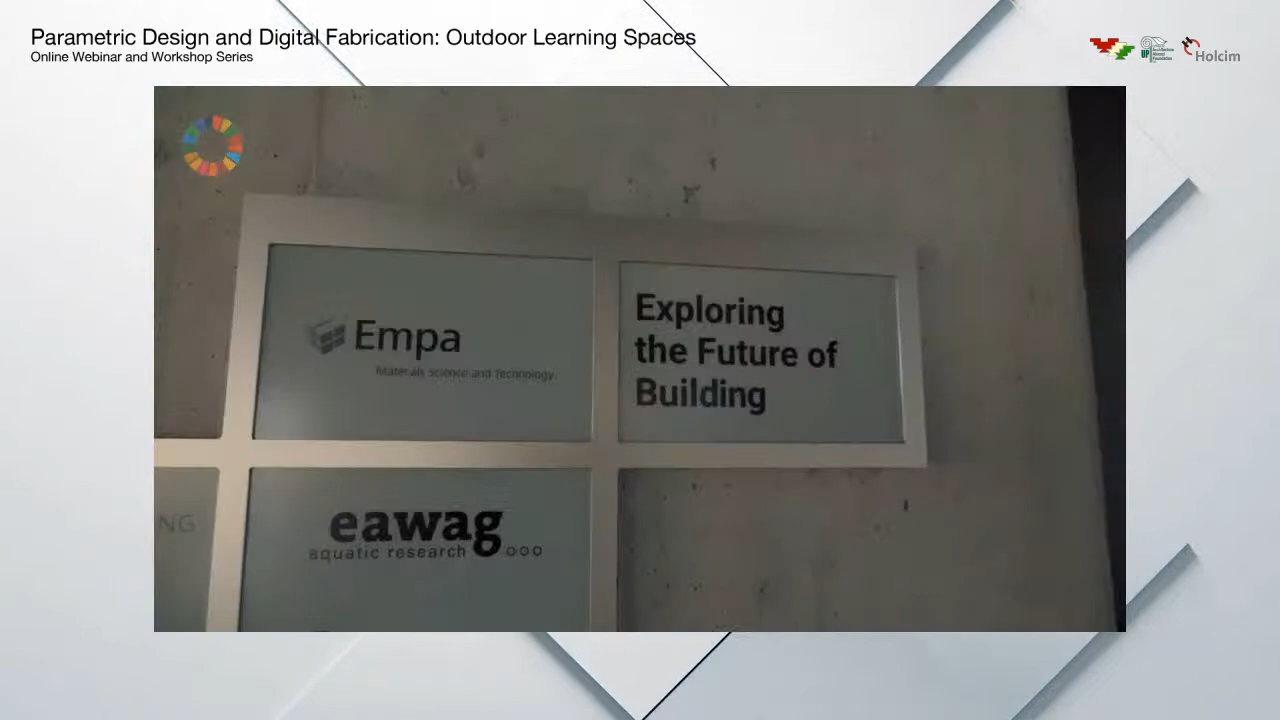 Parametric Design and Digital Fabrication: Outdoor Learning Spaces
Online Webinar and Workshop Series
Holcim
Empa
Materials Science and Technology
Exploring
the Future of
Building
NG
eawag
aquatic research